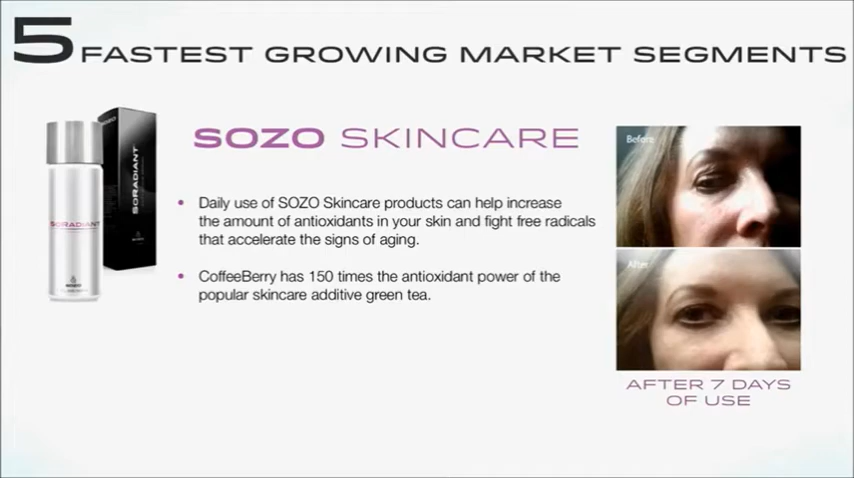 5 FASTEST GROWING MARKET SEGMENTS
SOZO SKINCARE
• Daily use of SOZO Skincare products can help increase
the amount of antioxidants in your skin and fight free radicals
that accelerate the signs of aging.
• CoffeeBerry has 150 times the antioxidant power of the
popular skincare additive green tea.
SORADIANT
SORADIANT
Before
After
AFTER 7 DAYS
OF USE